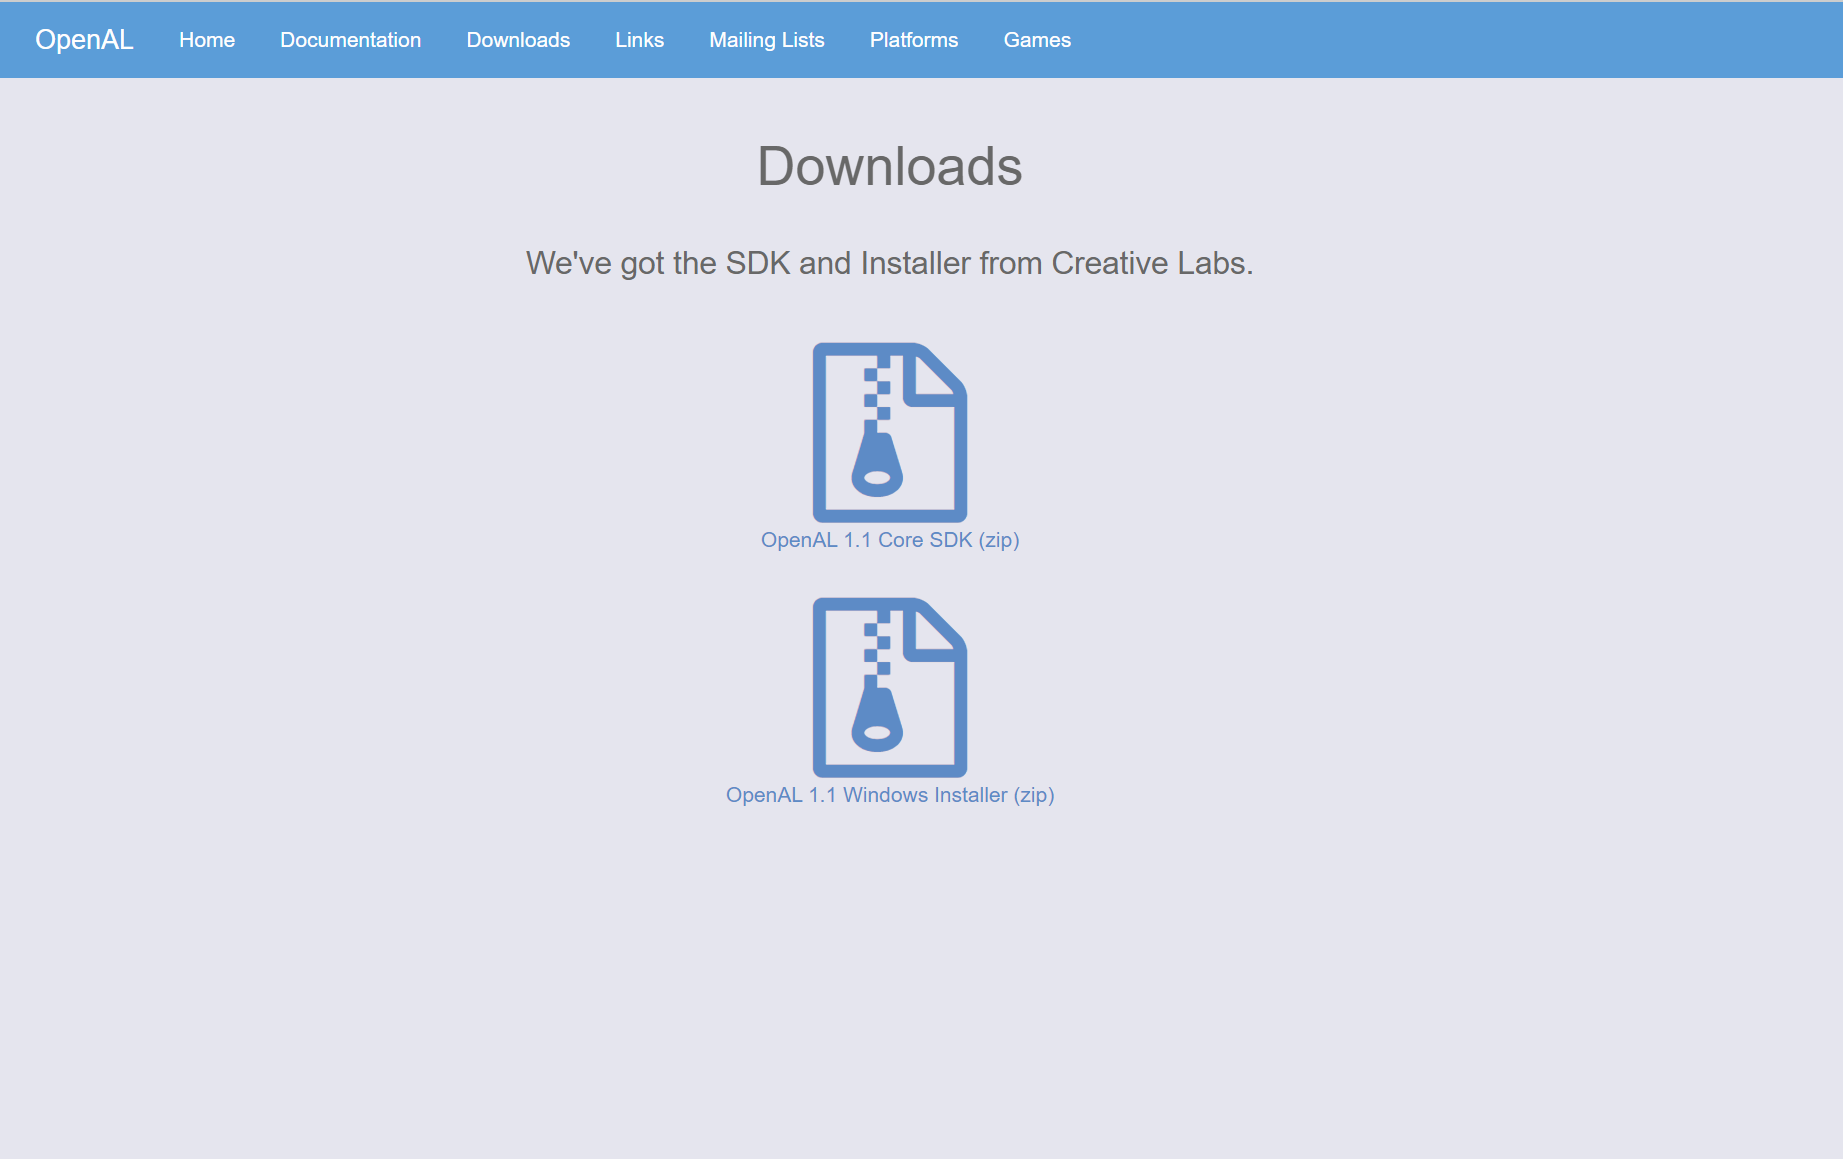 OpenAL Home Documentation Downloads Links Mailing Lists Platforms Games
Downloads
We've got the SDK and Installer from Creative Labs.
OpenAL 1.1 Core SDK (zip)
OpenAL 1.1 Windows Installer (zip)